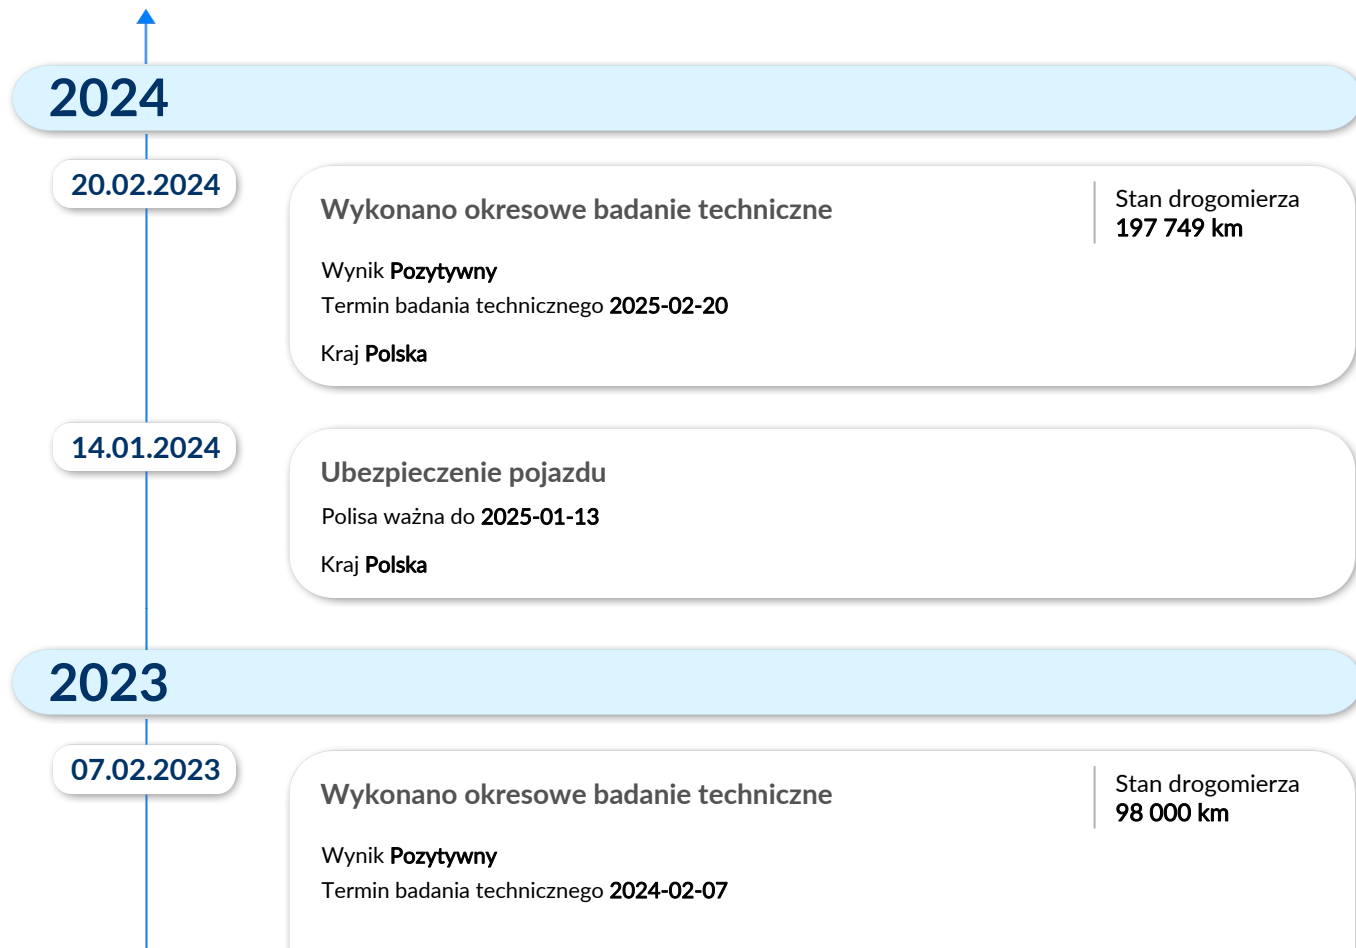 2024
20.02.2024
Wykonano okresowe badanie techniczne
Stan drogomierza
197 749 km
Wynik Pozytywny
Termin badania technicznego 2025-02-20
Kraj Polska
14.01.2024
Ubezpieczenie pojazdu
Polisa ważna do 2025-01-13
Kraj Polska
2023
07.02.2023
Wykonano okresowe badanie techniczne
Stan drogomierza
98 000 km
Wynik Pozytywny
Termin badania technicznego 2024-02-07